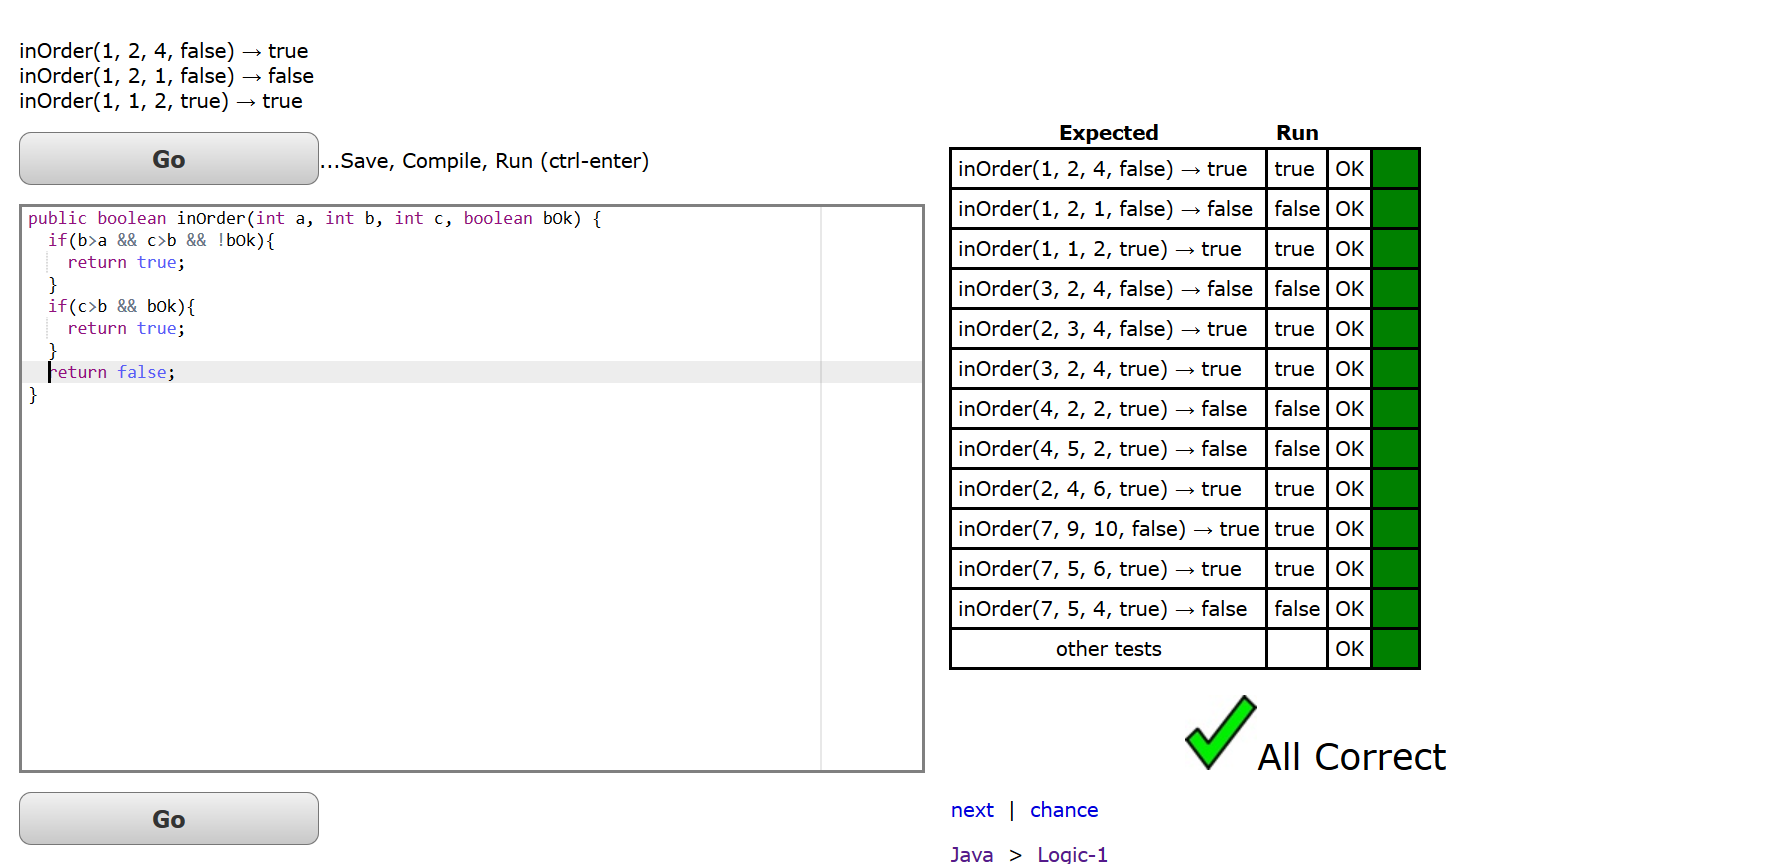 inOrder(1, 2, 4, false) → true
inOrder(1, 2, 1, false) → false
inOrder(1, 1, 2, true) → true
Go
...Save, Compile, Run (ctrl-enter)
public boolean inOrder(int a, int b, int c, boolean bOk) {
  if(b>a && c>b && !bOk){
    return true;
  }
  if(c>b && bOk){
    return true;
  }
  return false;
}
Go
Expected Run
inOrder(1, 2, 4, false) → true true OK
inOrder(1, 2, 1, false) → false false OK
inOrder(1, 1, 2, true) → true true OK
inOrder(3, 2, 4, false) → false false OK
inOrder(2, 3, 4, false) → true true OK
inOrder(3, 2, 4, true) → true true OK
inOrder(4, 2, 2, true) → false false OK
inOrder(4, 5, 2, true) → false false OK
inOrder(2, 4, 6, true) → true true OK
inOrder(7, 9, 10, false) → true true OK
inOrder(7, 5, 6, true) → true true OK
inOrder(7, 5, 4, true) → false false OK
other tests OK
All Correct
next | chance
Java > Logic-1